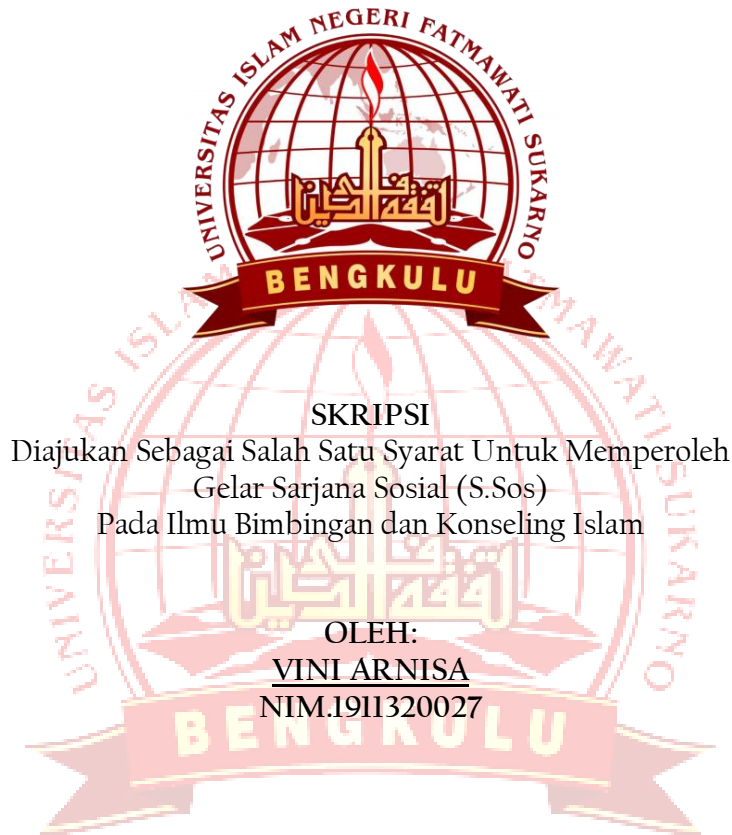 UNIVERSITAS ISLAM NEGERI FATMAWATI SUKARNO
BENGKULU
SKRIPSI
Diajukan Sebagai Salah Satu Syarat Untuk Memperoleh
Gelar Sarjana Sosial (S.Sos)
Pada Ilmu Bimbingan dan Konseling Islam
OLEH:
VINI ARNISA
NIM.1911320027
BENGKULU